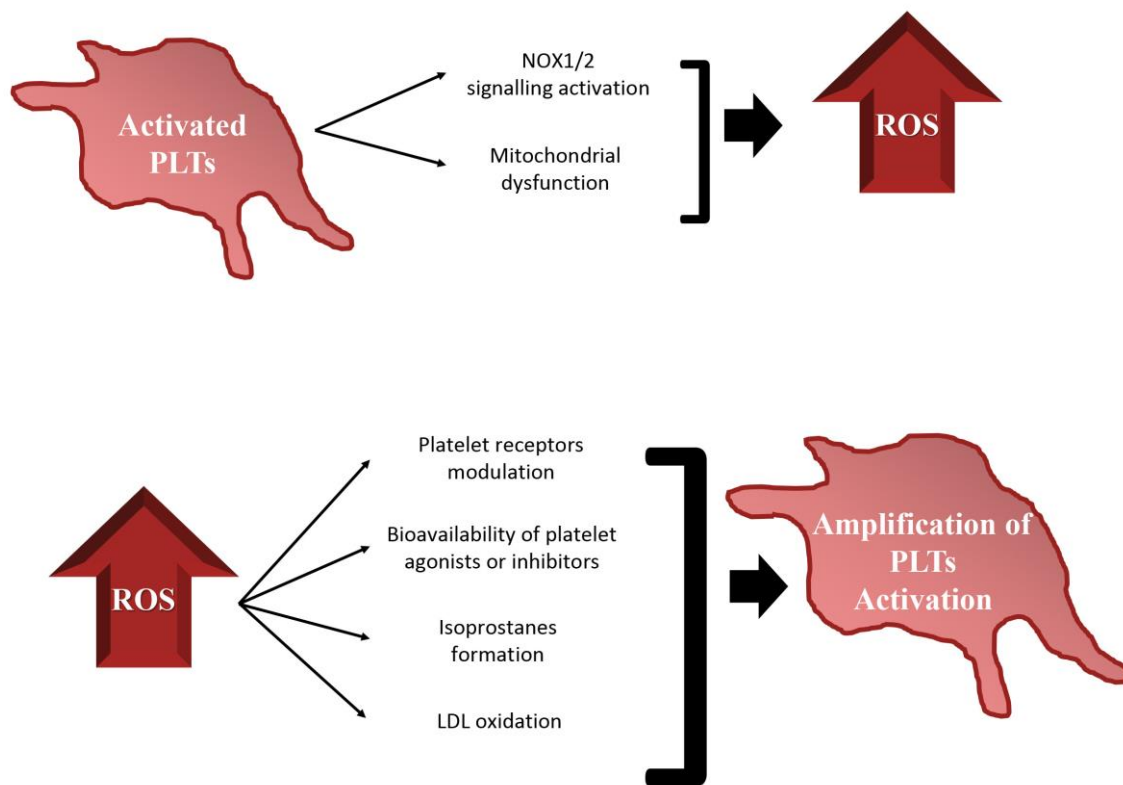 Activated
PLTs
NOX1/2
signalling activation
Mitochondrial
dysfunction
ROS
ROS
Platelet receptors
modulation
Bioavailability of platelet
agonists or inhibitors
Isoprostanes
formation
LDL oxidation
Amplification of
PLTs
Activation